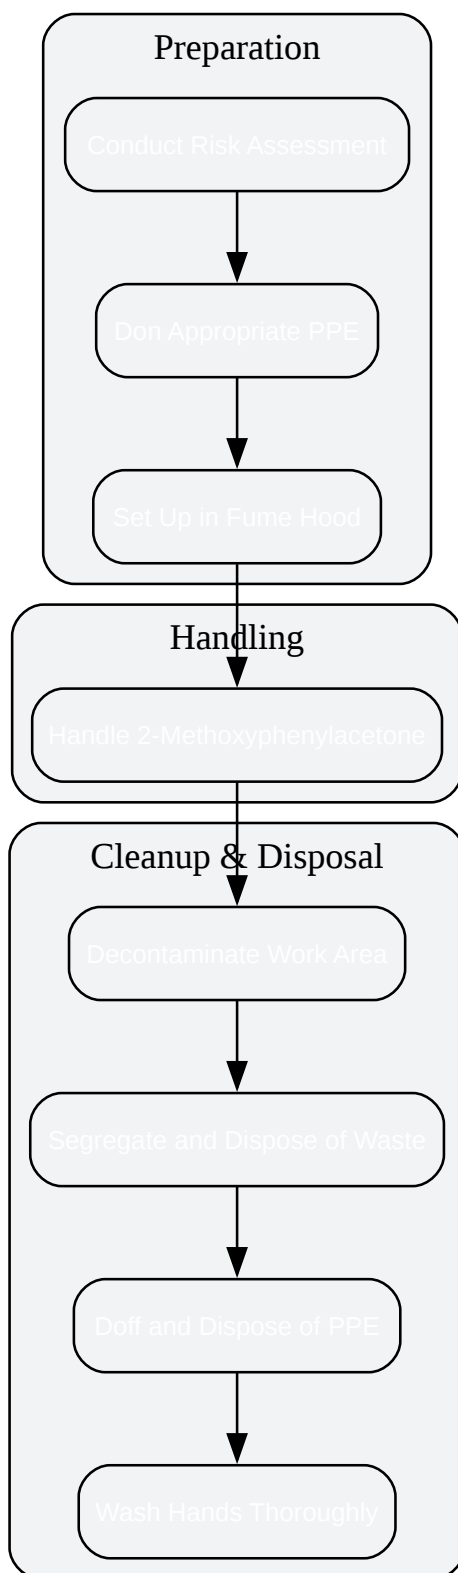 Preparation
Conduct Risk Assessment
Don Appropriate PPE
Set Up in Fume Hood
Handling
Handle 2-Methoxyphenylacetone
Cleanup & Disposal
Decontaminate Work Area
Segregate and Dispose of Waste
Doff and Dispose of PPE
Wash Hands Thoroughly